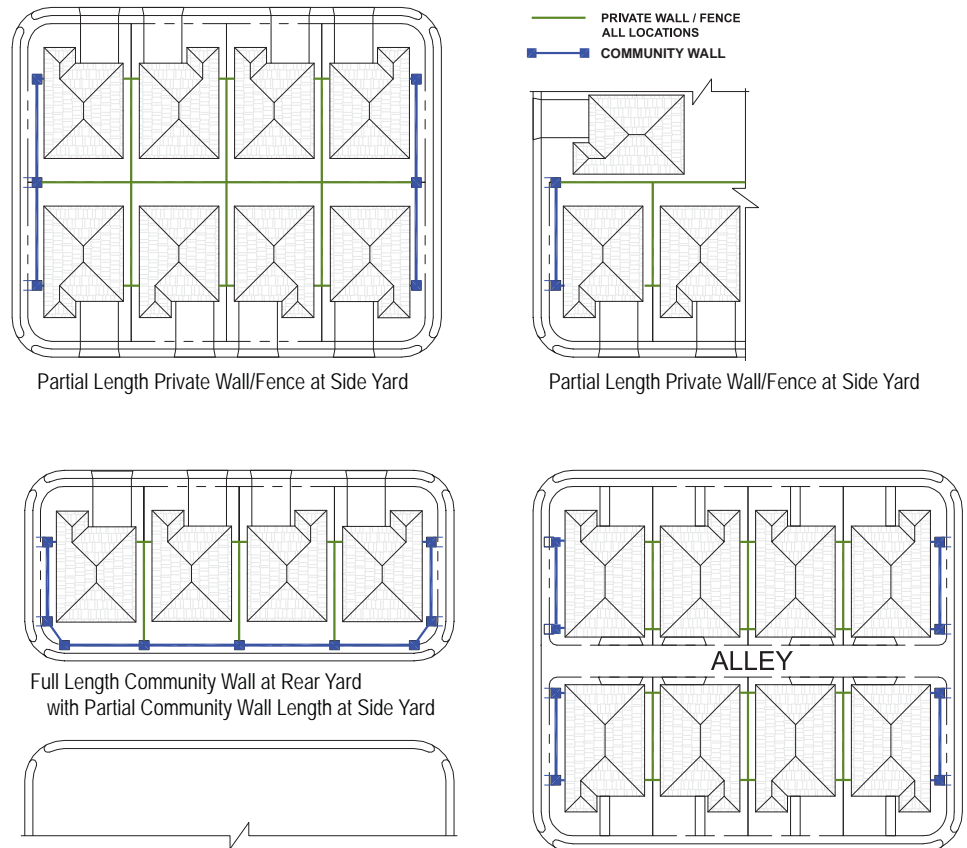 PRIVATE WALL / FENCE
ALL LOCATIONS
COMMUNITY WALL
Partial Length Private Wall/Fence at Side Yard
Partial Length Private Wall/Fence at Side Yard
Full Length Community Wall at Rear Yard
with Partial Community Wall Length at Side Yard
ALLEY